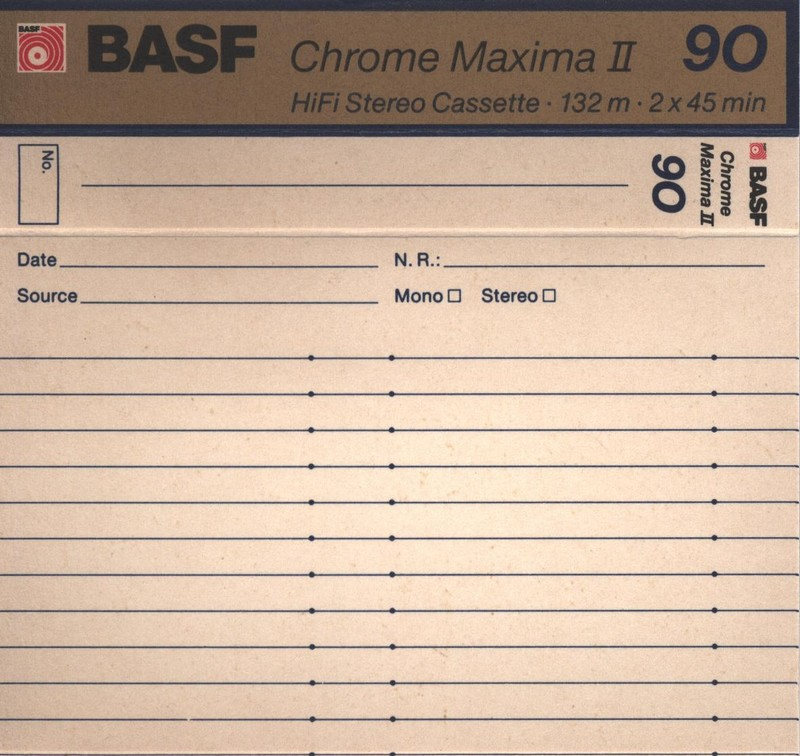 BASF
BASF Chrome Maxima II 90
HiFi Stereo Cassette · 132 m · 2 x 45 min
No.
90
Chrome
Maxima II
BASF
Date N. R.:
Source Mono Stereo